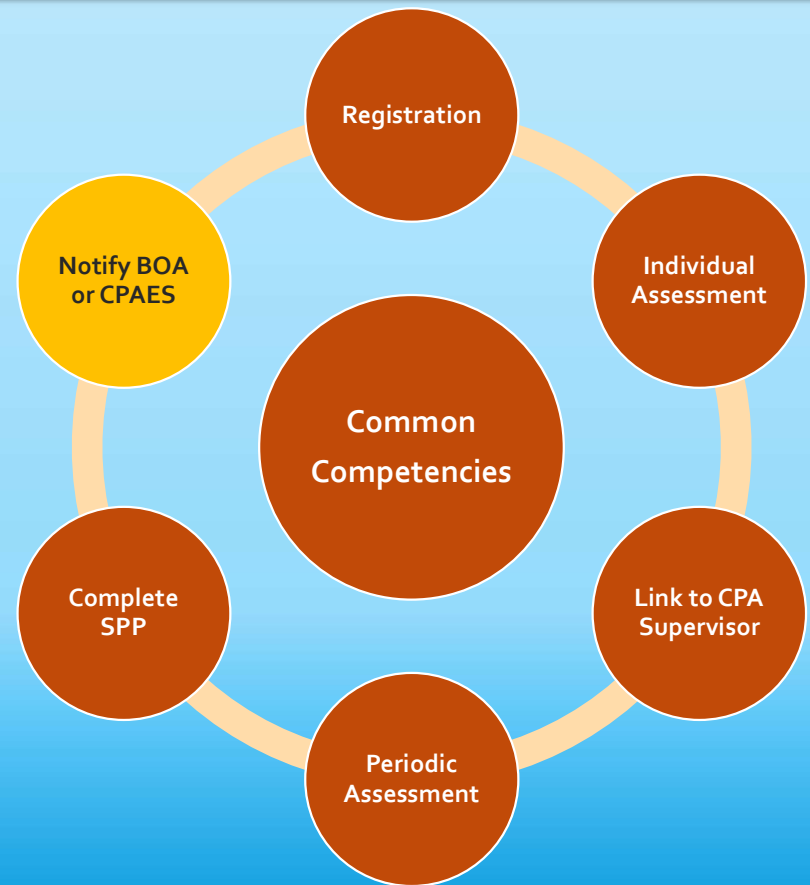 Registration
Individual
Assessment
Link to CPA
Supervisor
Periodic
Assessment
Complete
SPP
Notify BOA
or CPAES
Common
Competencies